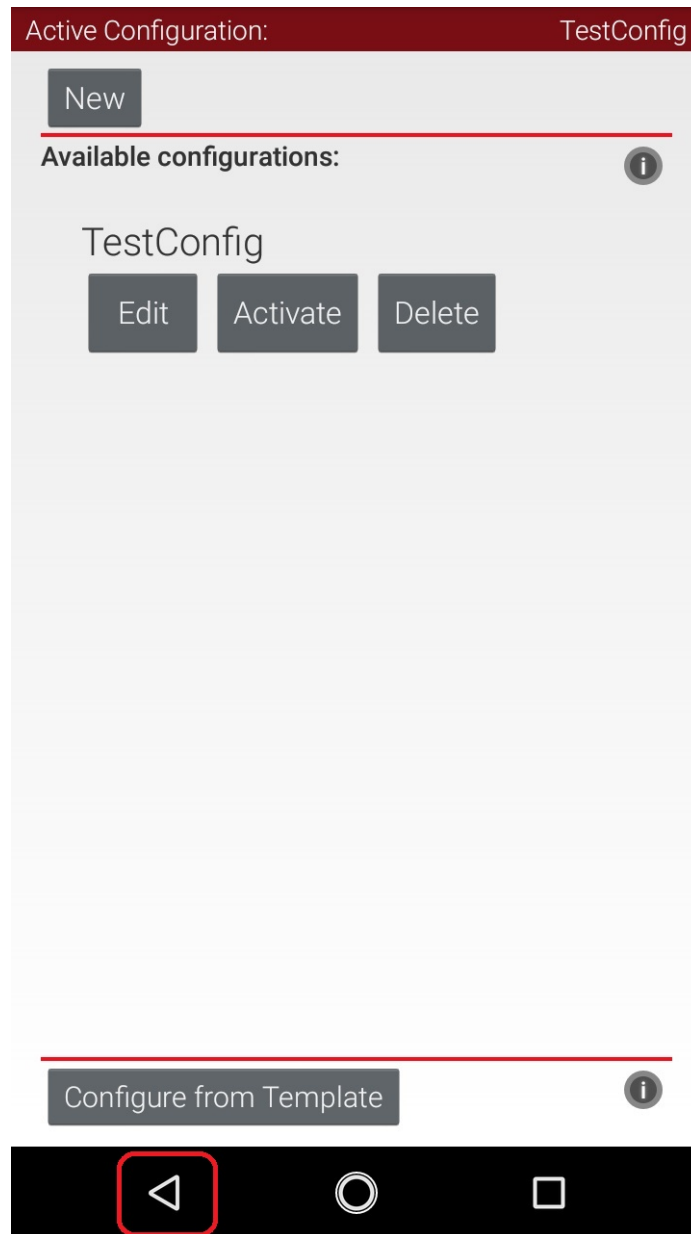 Active Configuration: TestConfig
New
Available configurations:
TestConfig
Edit Activate Delete
Configure from Template